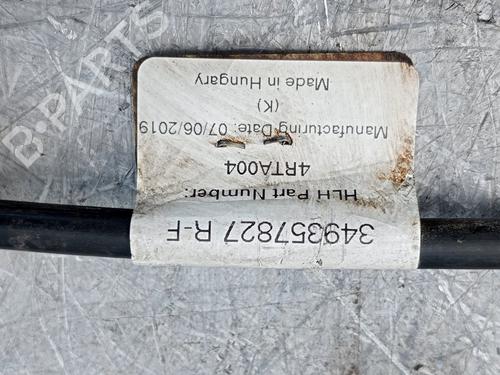 349357827 R-F
HLH Part Number:
4RTA004
Manufacturing Date: 07/06/2019
(K)
Made in Hungary
B-PARTS